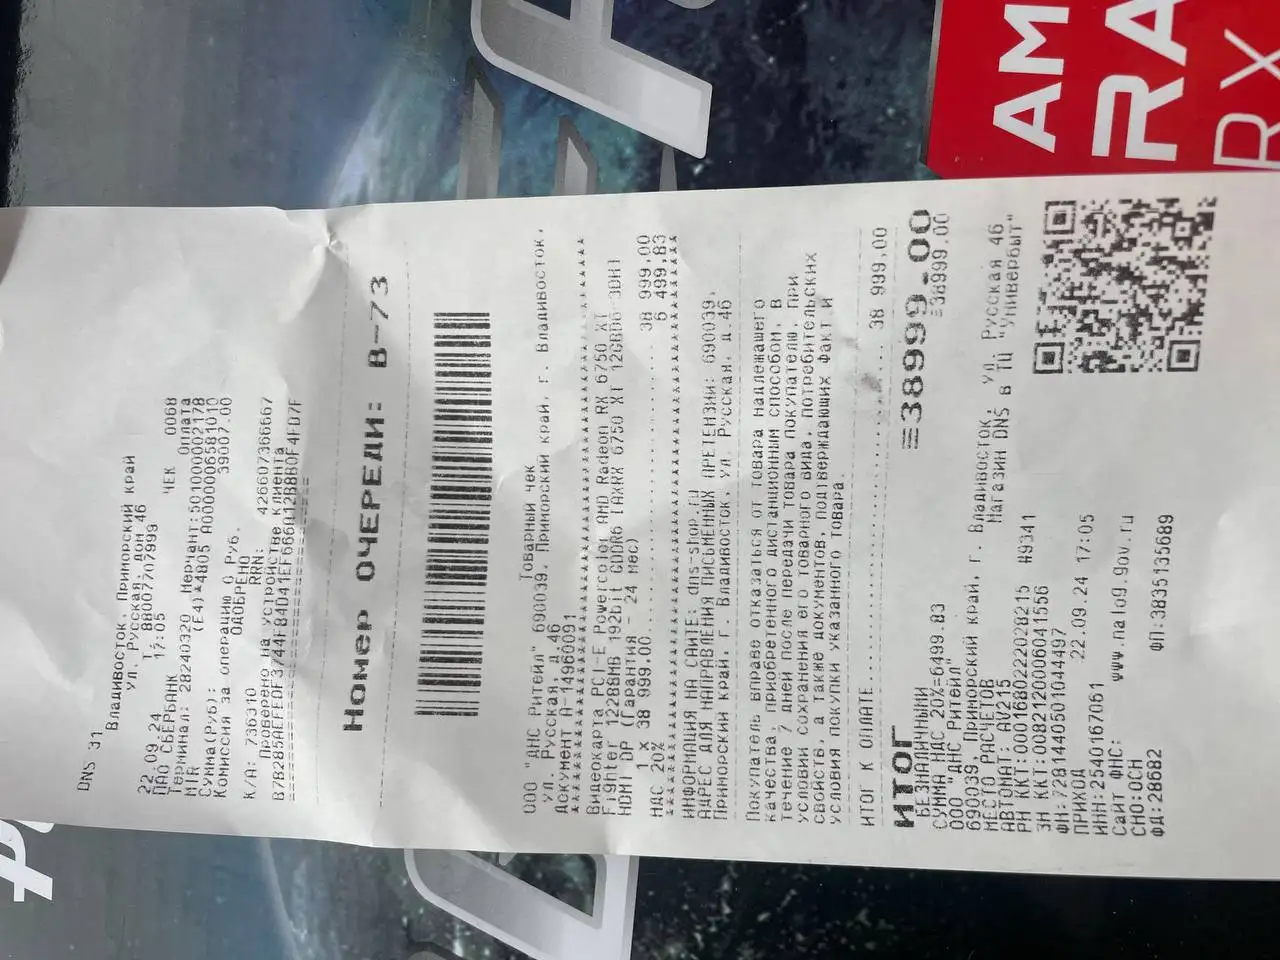 DNS 31
Владивосток, Приморский край
ул. Русская, дом 46
22.09.24 Т. 88007707999
17:05 ЧЕК 0068
ПАО СБЕРБАНК Оплата
Терминал: 28240320 Мерчант:501000002178
MIR A0000006581010
(E4)*4805
Сумма(Руб): 39007.00
Комиссия за операцию 0 Руб.
ОДОБРЕНО
К/А: 736310 RRN: 426607366667
Проверено на устройстве клиента
=================================
Номер ОЧЕРЕДИ: В-73
Товарный чек
ООО "ДНС Ритейл" 690039, Приморский край, г. Владивосток,
ул. Русская, д.46
Документ А-14960091
Видеокарта PCI-E Powercolor AMD Radeon RX 6750 XT
Fighter 12288MB 192bit GDDR6 [AXRX 6750 XT 12GBD6-3DH]
HDMI DP (Гарантия - 24 мес)
1 x 38 999.00 38 999,00
НДС 20% 6 499,83
ИНФОРМАЦИЯ НА САЙТЕ: dns-shop.ru
АДРЕС ДЛЯ НАПРАВЛЕНИЯ ПИСЬМЕННЫХ ПРЕТЕНЗИЙ: 690039,
Приморский край, г. Владивосток, ул. Русская, д.46
Покупатель вправе отказаться от товара надлежащего
качества, приобретенного дистанционным способом, в
течение 7 дней после передачи товара покупателю, при
условии сохранения его товарного вида, потребительских
свойств, а также документов, подтверждающих факт и
условия покупки указанного товара.
ИТОГ К ОПЛАТЕ 38 999,00
ИТОГ =38999.00
БЕЗНАЛИЧНЫМИ =38999.00
СУММА НДС 20%=6499.83
ООО "ДНС Ритейл"
690039, Приморский край, г. Владивосток, ул. Русская 46
МЕСТО РАСЧЕТОВ Магазин DNS в ТЦ "Универбыт"
АВТОМАТ: AV215
РН ККТ:0001680222028215 #9341
ЗН ККТ:00821200060 41556
ФН:7281440501044497
ПРИХОД 22.09.24 17:05
ИНН:2540167061
Сайт ФНС: www.nalog.gov.ru
СНО:ОСН
ФД:28682 ФП:3835135689
AM
RA
RX